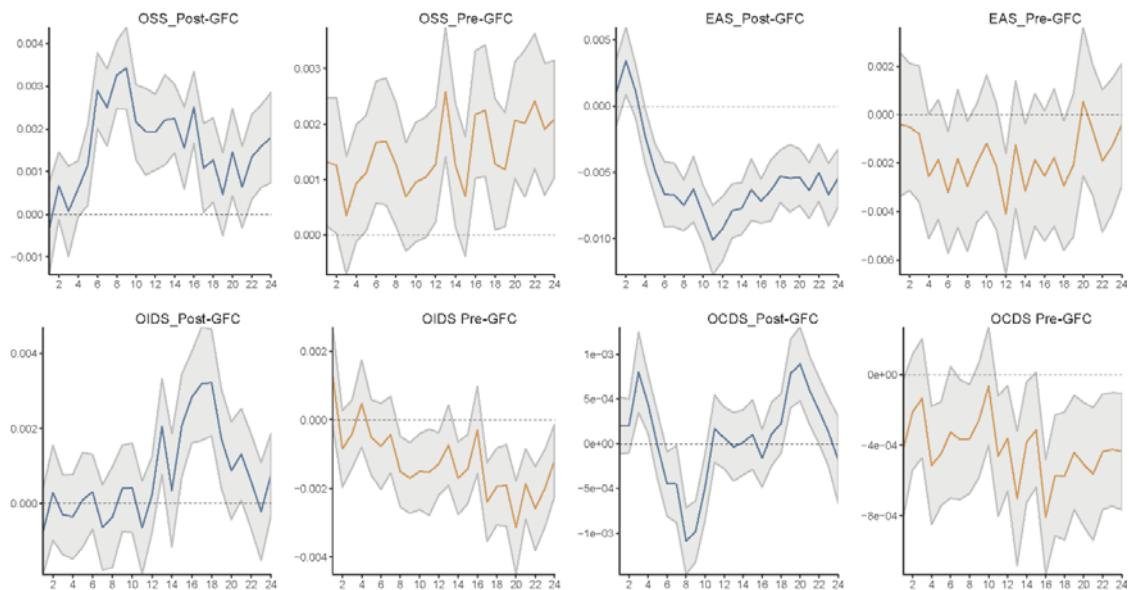 OSS_Post-GFC
OSS_Pre-GFC
EAS_Post-GFC
EAS_Pre-GFC
0.004
0.003
0.002
0.001
0.000
−0.001
2 4 6 8 10 12 14 16 18 20 22 24
0.003
0.002
0.001
0.000
2 4 6 8 10 12 14 16 18 20 22 24
0.005
0.000
−0.005
−0.010
2 4 6 8 10 12 14 16 18 20 22 24
0.002
0.000
−0.002
−0.004
−0.006
2 4 6 8 10 12 14 16 18 20 22 24
OIDS_Post-GFC
OIDS Pre-GFC
OCDS_Post-GFC
OCDS Pre-GFC
0.004
0.002
0.000
2 4 6 8 10 12 14 16 18 20 22 24
0.002
0.000
−0.002
−0.004
2 4 6 8 10 12 14 16 18 20 22 24
1e−03
5e−04
0e+00
−5e−04
−1e−03
2 4 6 8 10 12 14 16 18 20 22 24
0e+00
−4e−04
−8e−04
2 4 6 8 10 12 14 16 18 20 22 24